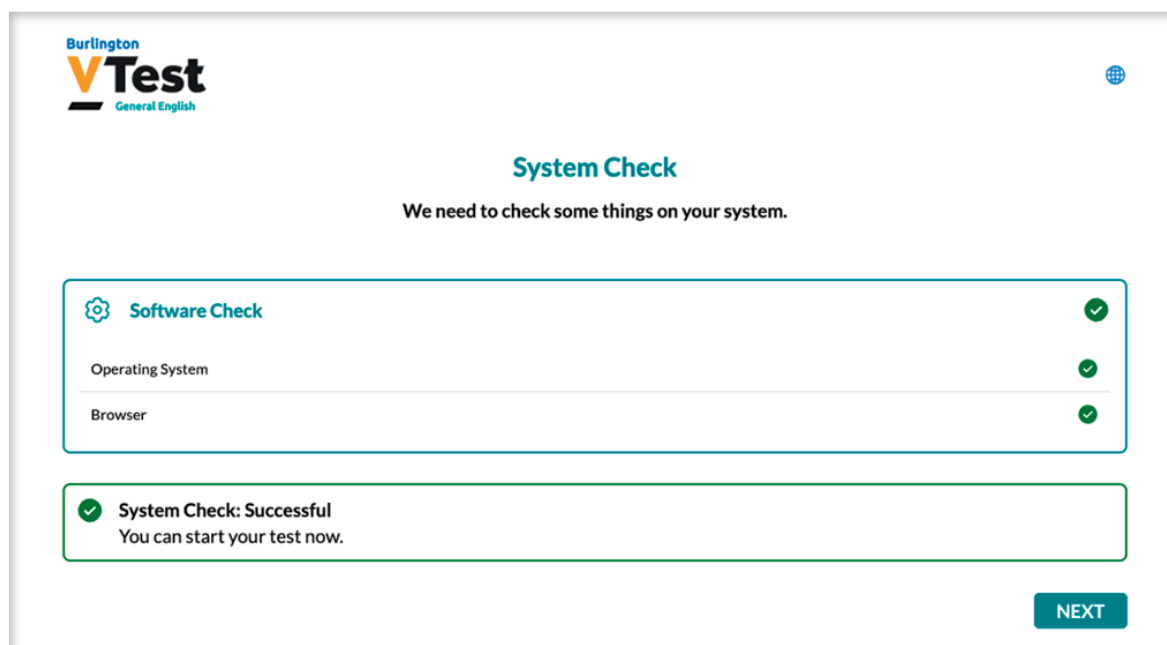 Burlington
VTest
General English
System Check
We need to check some things on your system.
Software Check
Operating System
Browser
System Check: Successful
You can start your test now.
NEXT